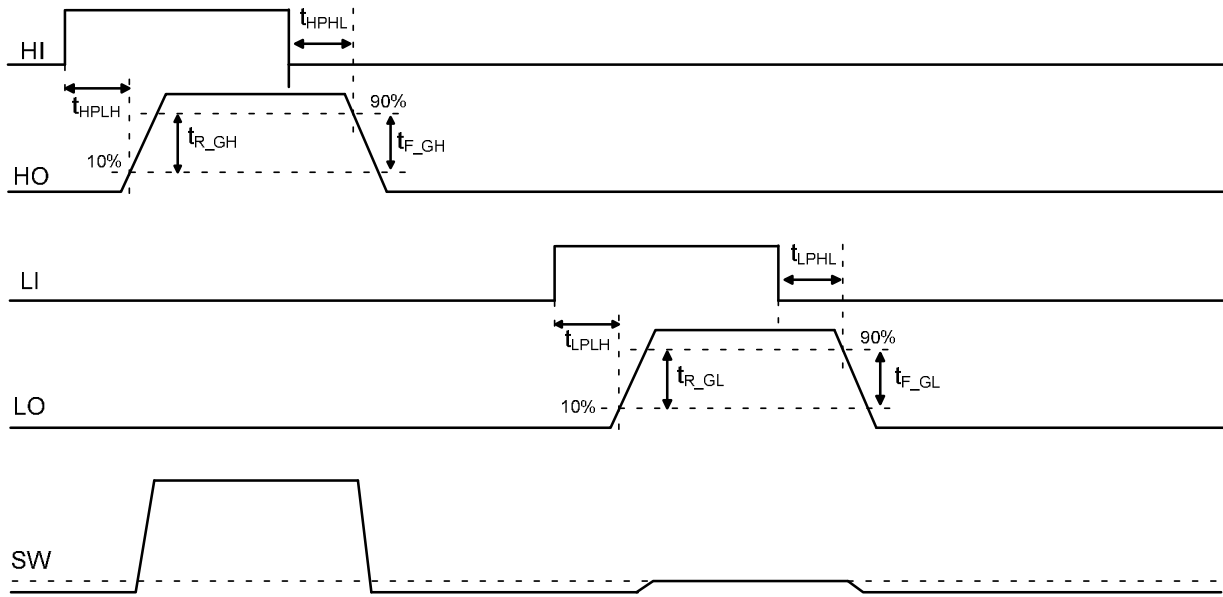 HI
tHPHL
tHPLH
90%
tR_GH
tF_GH
10%
HO
LI
tLPHL
tLPLH
90%
tR_GL
tF_GL
10%
LO
SW